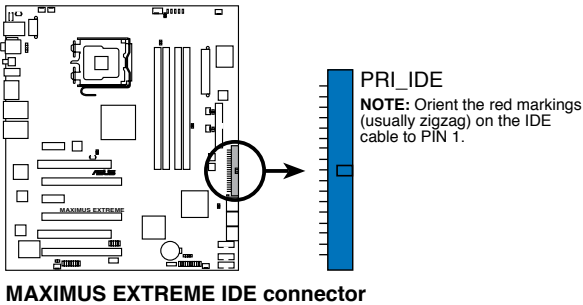 PRI_IDE
NOTE: Orient the red markings
(usually zigzag) on the IDE
cable to PIN 1.
ASUS
MAXIMUS EXTREME
MAXIMUS EXTREME IDE connector